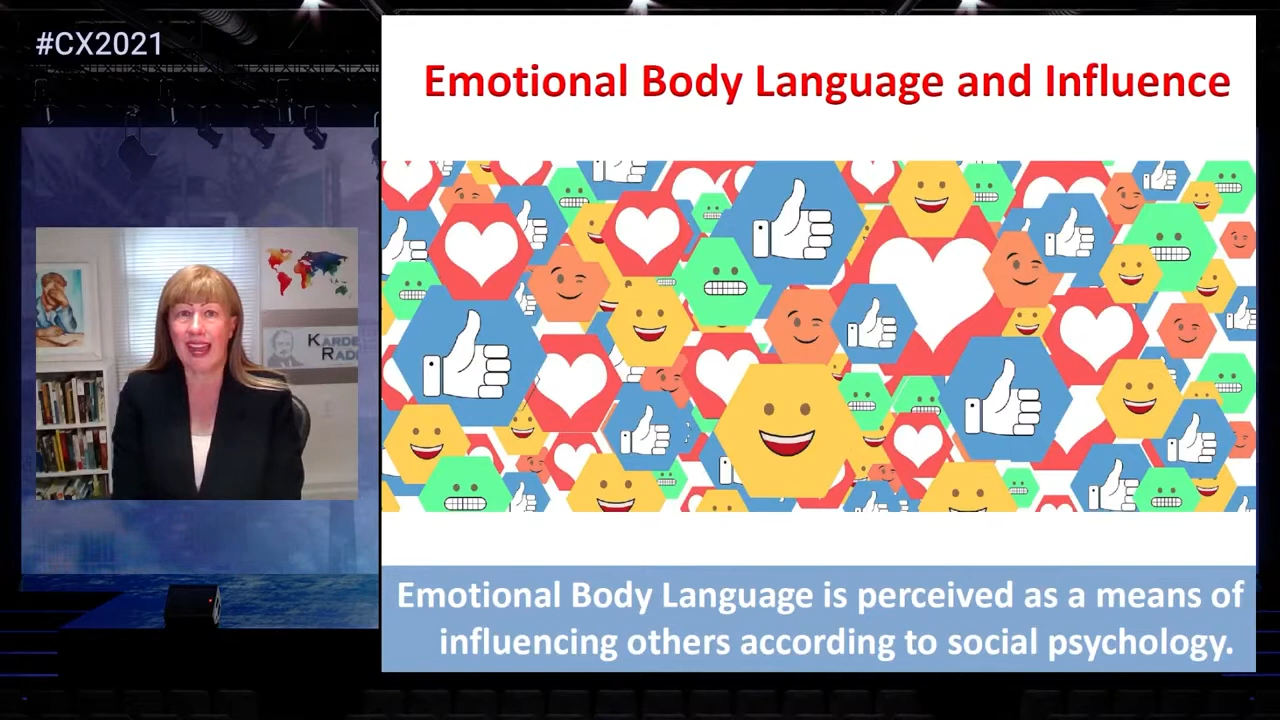 #CX2021
Emotional Body Language and Influence
Emotional Body Language is perceived as a means of
influencing others according to social psychology.